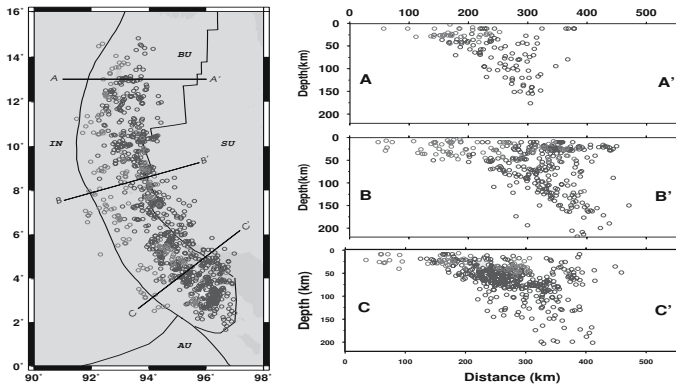 16˚
14˚
12˚
10˚
8˚
6˚
4˚
2˚
0˚
90˚ 92˚ 94˚ 96˚ 98˚
BU
A A'
IN SU
B'
B
C'
C
AU
0 100 200 300 400 500
0
50
100
150
200
Depth(km)
A A'
0
50
100
150
200
Depth(km)
B B'
0
50
100
150
200
Depth (km)
C C'
0 100 200 300 400 500
Distance (km)